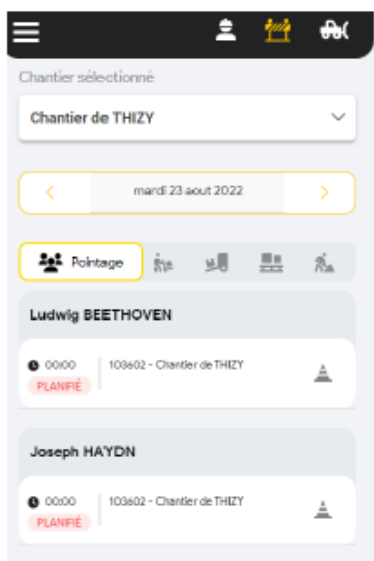 Chantier sélectionné
Chantier de THIZY
mardi 23 aout 2022
Pointage
Ludwig BEETHOVEN
00:00 103602 - Chantier de THIZY
PLANIFIÉ
Joseph HAYDN
00:00 103602 - Chantier de THIZY
PLANIFIÉ